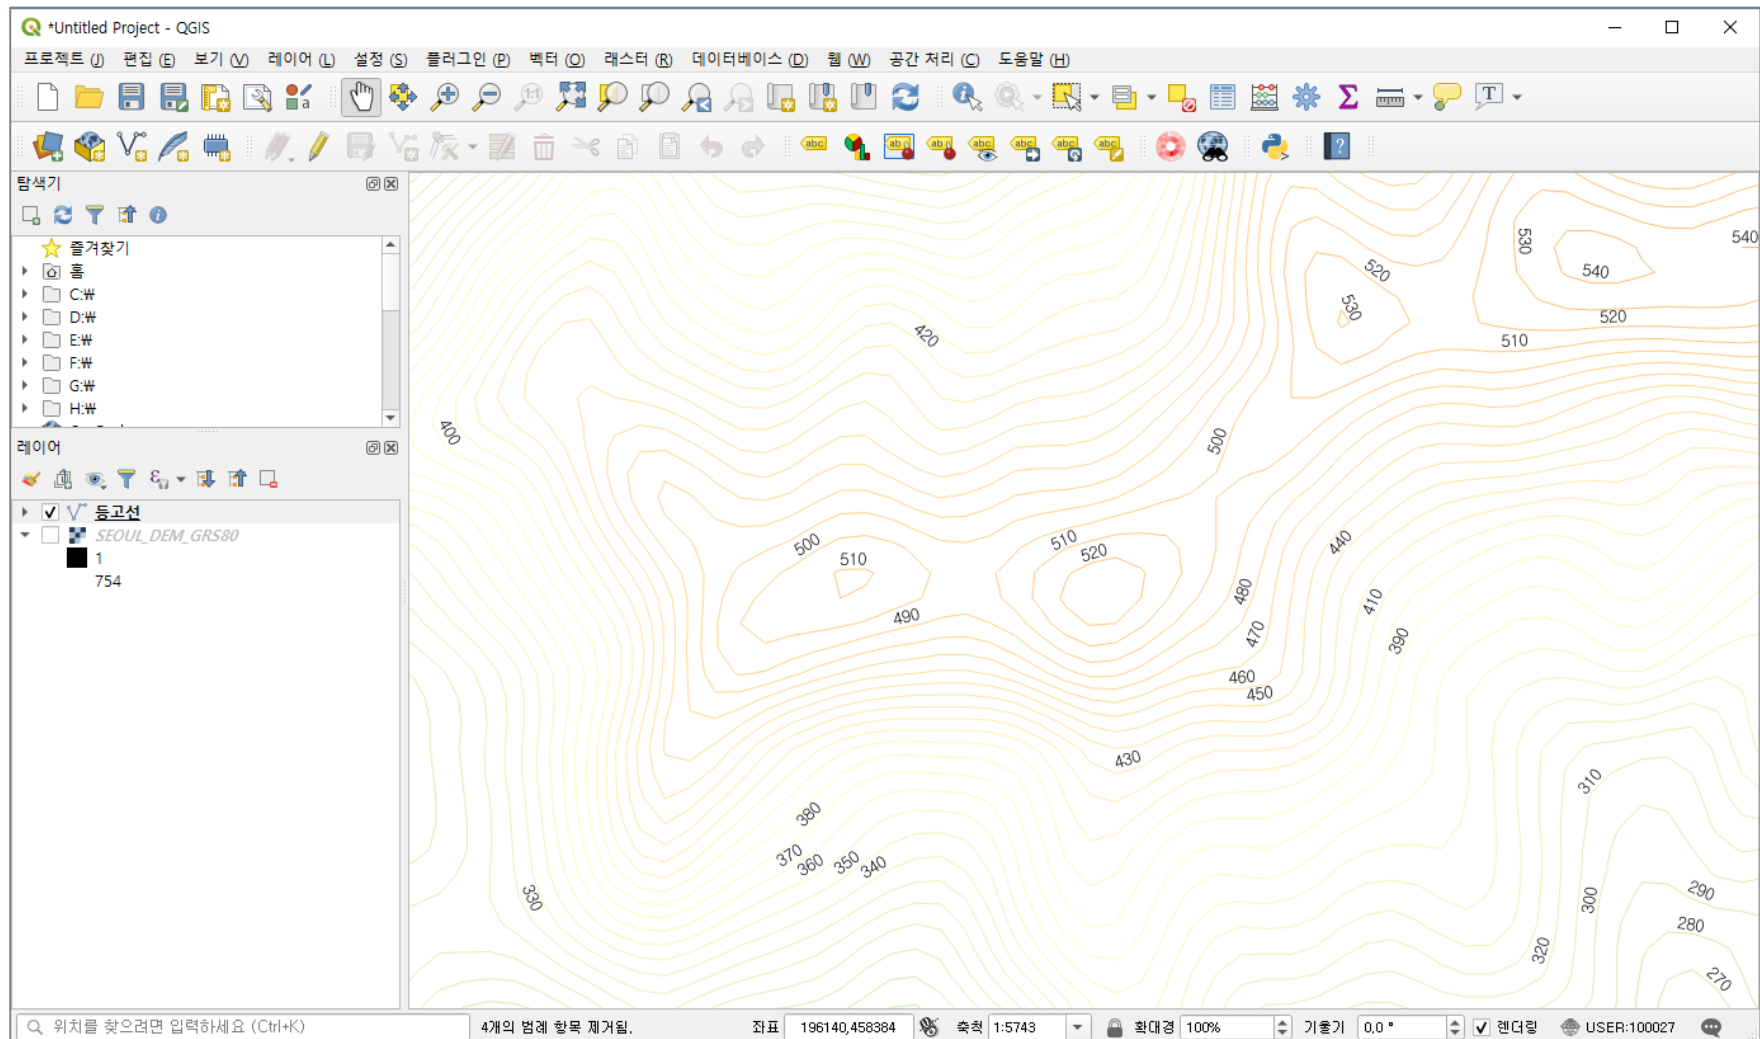 *Untitled Project - QGIS
프로젝트 (J) 편집 (E) 보기 (V) 레이어 (L) 설정 (S) 플러그인 (P) 벡터 (O) 래스터 (R) 데이터베이스 (D) 웹 (W) 공간 처리 (C) 도움말 (H)
탐색기
즐겨찾기
홈
C:₩
D:₩
E:₩
F:₩
G:₩
H:₩
레이어
등고선
SEOUL_DEM_GRS80
1
754
530
540
520
540
530
520
420
510
400
500
500
510
510
520
440
490
480
410
470
390
460
450
430
310
380
370
360
350
340
330
300
290
280
320
270
위치를 찾으려면 입력하세요 (Ctrl+K) 4개의 범례 항목 제거됨. 좌표 196140,458384 축척 1:5743 확대경 100% 기울기 0,0 ° 렌더링 USER:100027